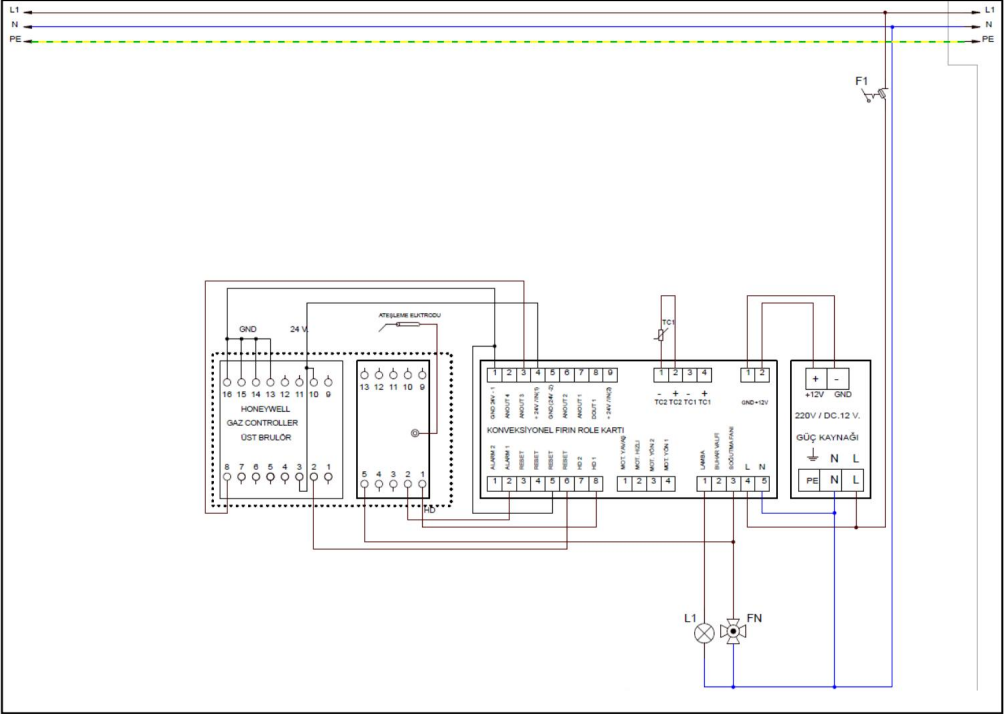 L1 L1
N N
PE PE
F1
ATEŞLEME ELKTRODU
GND 24 V.
TC1
16 15 14 13 12 11 10 9
13 12 11 10 9
1 2 3 4 5 6 7 8 9
1 2 3 4
1 2
+ -
+12V GND
GND 24V - 1
ANOUT 4
ANOUT 3
+ 24V /IN(1)
GND (24V -2)
ANOUT 2
ANOUT 1
DOUT 1
+ 24V /IN(2)
- + - +
TC2 TC2 TC1 TC1
GND +12V
HONEYWELL
GAZ CONTROLLER
ÜST BRULÖR
KONVEKSİYONEL FIRIN ROLE KARTI
220V / DC.12 V.
GÜÇ KAYNAĞI
ALARM 2
ALARM 1
RESET
RESET
RESET
RESET
HD 2
HD 1
MOT. YAVAŞ
MOT. HIZLI
MOT. YÖN 2
MOT. YÖN 1
LAMBA
BUHAR VALFI
SOĞUTMA FANI
L N
N L
8 7 6 5 4 3 2 1
5 4 3 2 1
1 2 3 4 5 6 7 8
1 2 3 4
1 2 3 4 5
PE N L
HD
L1 FN